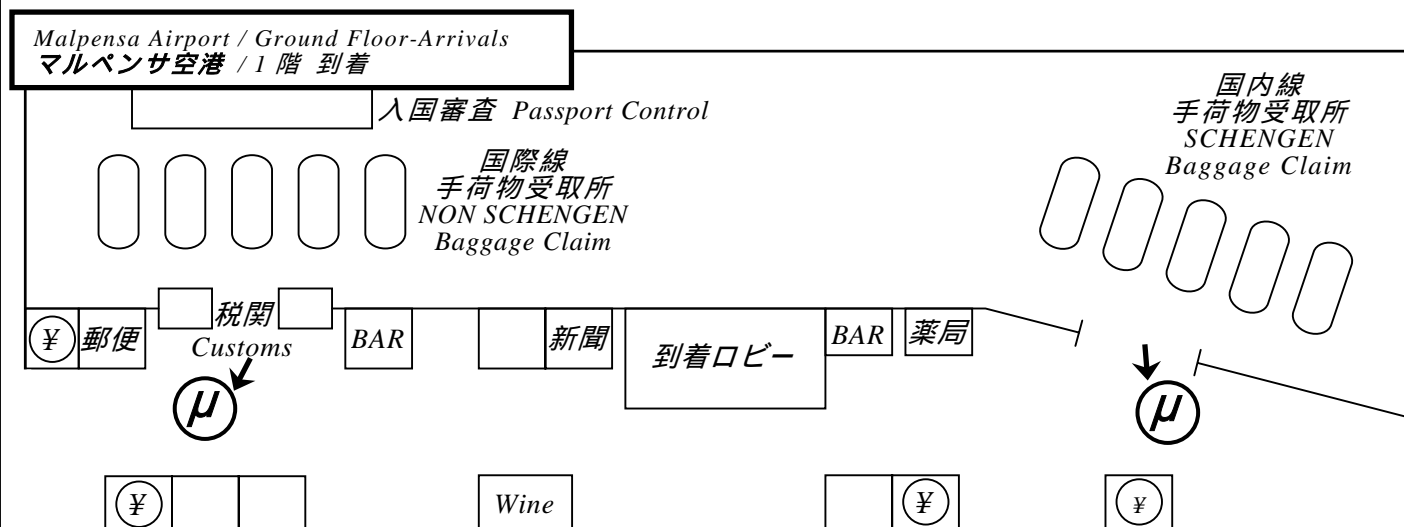 Malpensa Airport / Ground Floor-Arrivals
マルペンサ空港 / 1 階 到着
入国審査 Passport Control
国内線
手荷物受取所
SCHENGEN
Baggage Claim
国際線
手荷物受取所
NON SCHENGEN
Baggage Claim
¥
郵便
税関
Customs
BAR
新聞
到着ロビー
BAR
薬局
μ
μ
¥
Wine
¥
¥